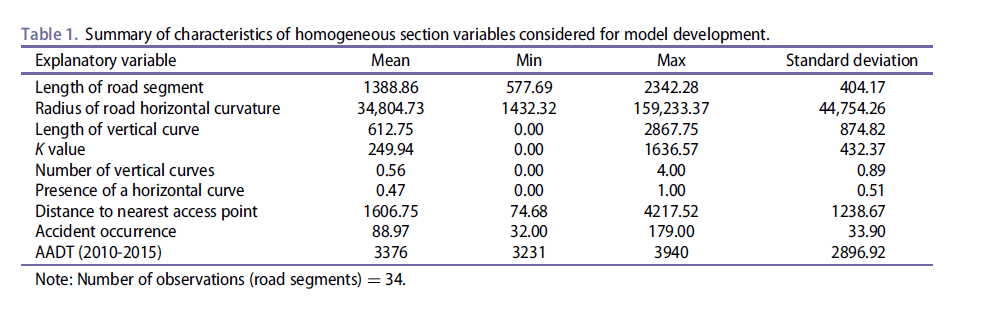 Table 1. Summary of characteristics of homogeneous section variables considered for model development.
Explanatory variable Mean Min Max Standard deviation
Length of road segment 1388.86 577.69 2342.28 404.17
Radius of road horizontal curvature 34,804.73 1432.32 159,233.37 44,754.26
Length of vertical curve 612.75 0.00 2867.75 874.82
K value 249.94 0.00 1636.57 432.37
Number of vertical curves 0.56 0.00 4.00 0.89
Presence of a horizontal curve 0.47 0.00 1.00 0.51
Distance to nearest access point 1606.75 74.68 4217.52 1238.67
Accident occurrence 88.97 32.00 179.00 33.90
AADT (2010-2015) 3376 3231 3940 2896.92
Note: Number of observations (road segments) = 34.